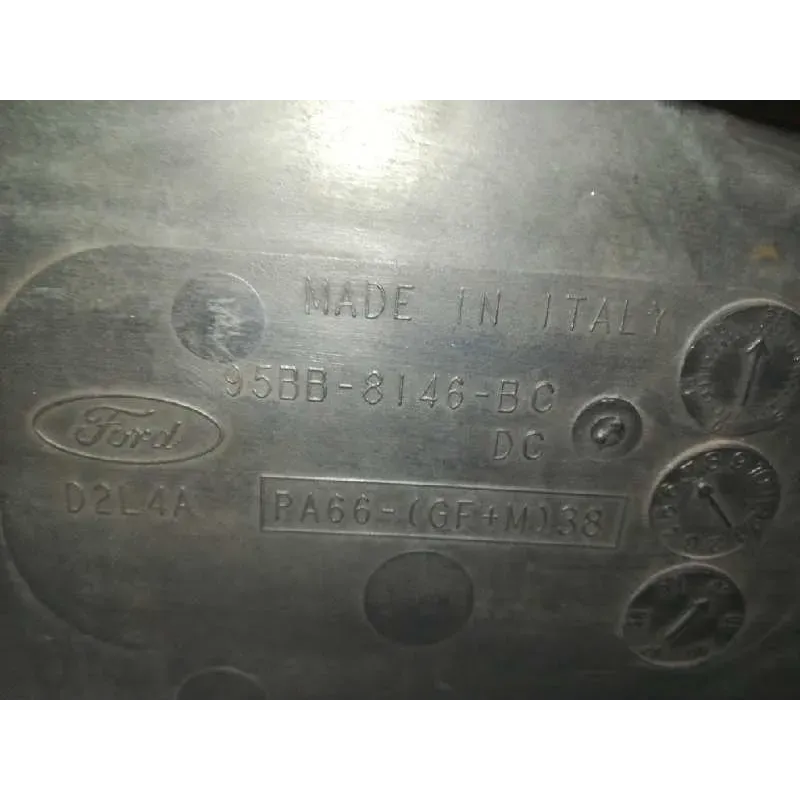 MADE IN ITALY
95BB-8146-BC
DC
Ford
D2L4A
PA66-(GF+M)38